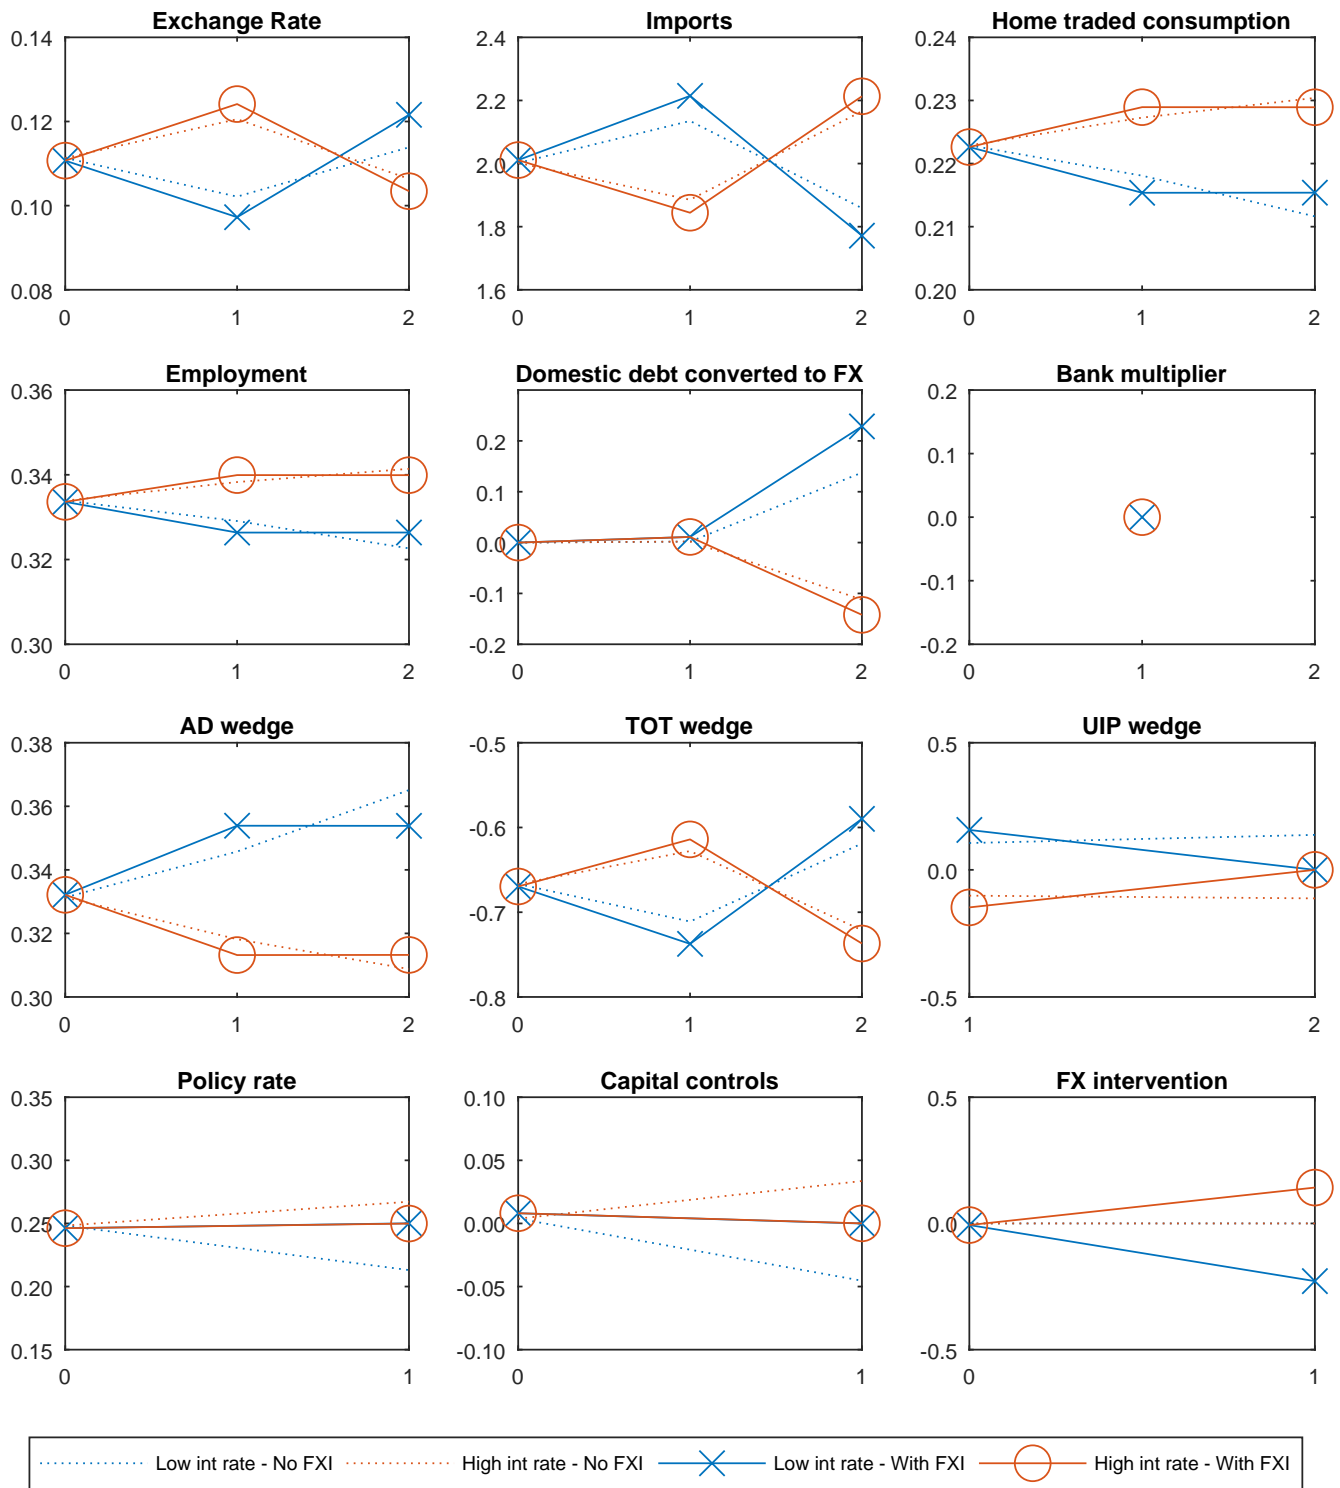 Exchange Rate Imports Home traded consumption
0.14 2.4 0.24
0.12 2.2 0.23
2.0 0.22
0.10 1.8 0.21
0.08 1.6 0.20
0 1 2 0 1 2 0 1 2
Employment Domestic debt converted to FX Bank multiplier
0.36 0.2
0.2
0.34 0.1 0.1
0.0 0.0
0.32 -0.1 -0.1
0.30 -0.2 -0.2
0 1 2 0 1 2 0 1 2
AD wedge TOT wedge UIP wedge
0.38 -0.5 0.5
0.36 -0.6
0.34 0.0
0.32 -0.7
0.30 -0.8 -0.5
0 1 2 0 1 2 1 2
Policy rate Capital controls FX intervention
0.35 0.10 0.5
0.30 0.05
0.25 0.00 0.0
0.20 -0.05
0.15 -0.10 -0.5
0 1 0 1 0 1
Low int rate - No FXI High int rate - No FXI Low int rate - With FXI High int rate - With FXI